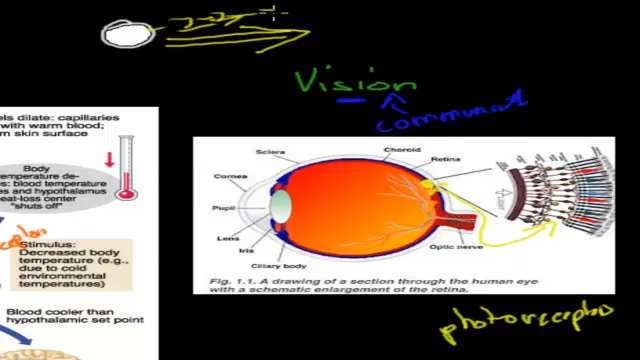 Vision
communicat
els dilate: capillaries
with warm blood;
rm skin surface
Body
temperature de-
es: blood temperature
es and hypothalamus
eat-loss center
"shuts off"
Stimulus:
Decreased body
temperature (e.g.,
due to cold
environmental
temperatures)
Blood cooler than
hypothalamic set point
Sclera
Choroid
Retina
Cornea
Pupil
Lens
Iris
Ciliary body
Optic nerve
Fig. 1.1. A drawing of a section through the human eye
with a schematic enlargement of the retina.
photorecepto